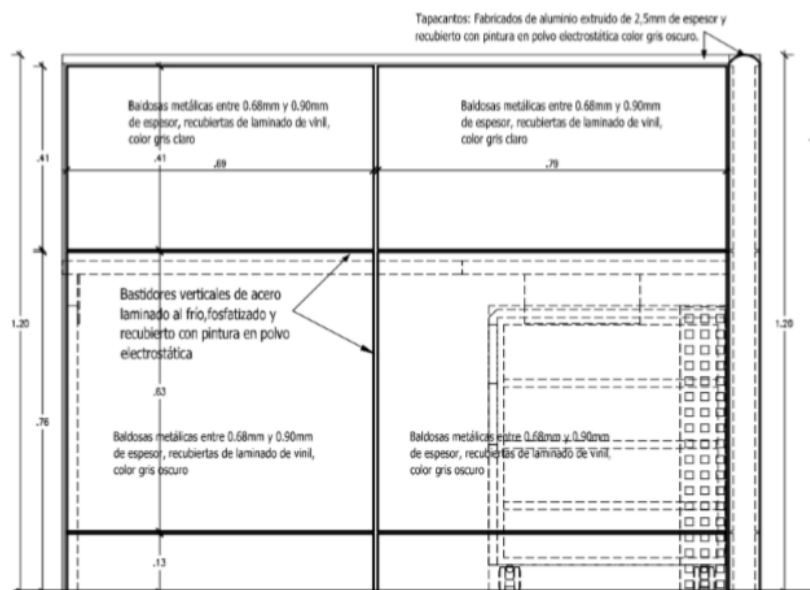 Tapacantos: Fabricados de aluminio extruido de 2,5mm de espesor y
recubierto con pintura en polvo electrostática color gris oscuro.
Baldosas metálicas entre 0.68mm y 0.90mm
de espesor, recubiertas de laminado de vinil,
color gris claro
Baldosas metálicas entre 0.68mm y 0.90mm
de espesor, recubiertas de laminado de vinil,
color gris claro
.41
.41
.69
.79
Bastidores verticales de acero
laminado al frío,fosfatizado y
recubierto con pintura en polvo
electrostática
1.20
1.20
.63
.76
Baldosas metálicas entre 0.68mm y 0.90mm
de espesor, recubiertas de laminado de vinil,
color gris oscuro
Baldosas metálicas entre 0.68mm y 0.90mm
de espesor, recubiertas de laminado de vinil,
color gris oscuro
.13